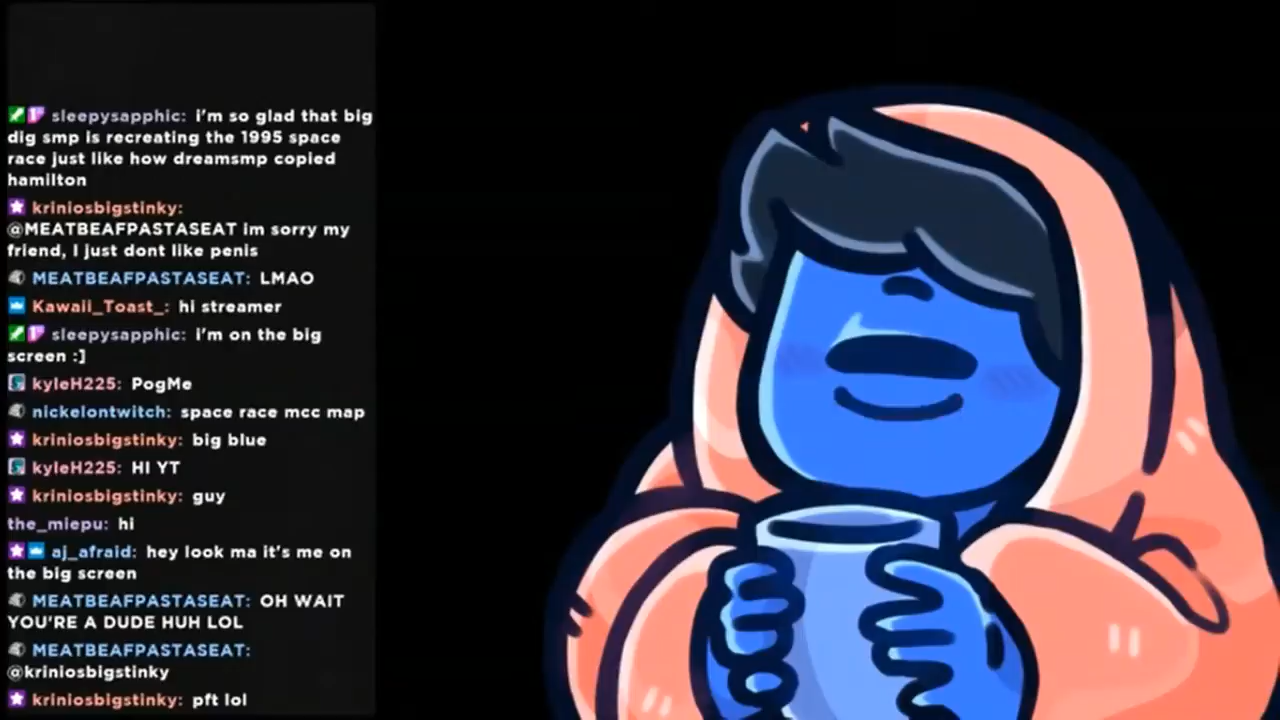 sleepysapphic: i'm so glad that big
dig smp is recreating the 1995 space
race just like how dreamsmp copied
hamilton
kriniosbigstinky:
@MEATBEAFPASTASEAT im sorry my
friend, I just dont like penis
MEATBEAFPASTASEAT: LMAO
Kawaii_Toast_: hi streamer
sleepysapphic: i'm on the big
screen :]
kyleH225: PogMe
nickelontwitch: space race mcc map
kriniosbigstinky: big blue
kyleH225: HI YT
kriniosbigstinky: guy
the_miepu: hi
aj_afraid: hey look ma it's me on
the big screen
MEATBEAFPASTASEAT: OH WAIT
YOU'RE A DUDE HUH LOL
MEATBEAFPASTASEAT:
@kriniosbigstinky
kriniosbigstinky: pft lol